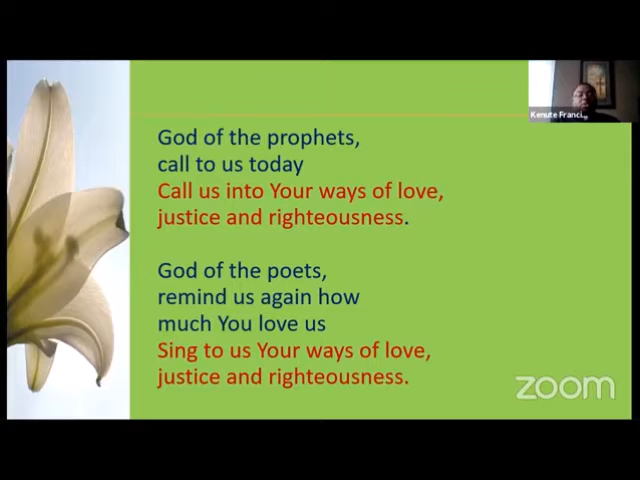 Kenute Franci
God of the prophets,
call to us today
Call us into Your ways of love,
justice and righteousness.
God of the poets,
remind us again how
much You love us
Sing to us Your ways of love,
justice and righteousness.
zoom